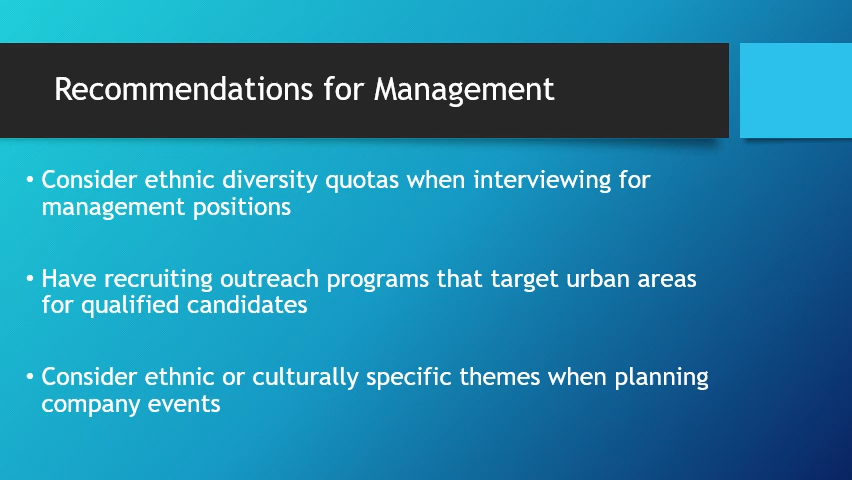 Recommendations for Management
• Consider ethnic diversity quotas when interviewing for
management positions
• Have recruiting outreach programs that target urban areas
for qualified candidates
• Consider ethnic or culturally specific themes when planning
company events